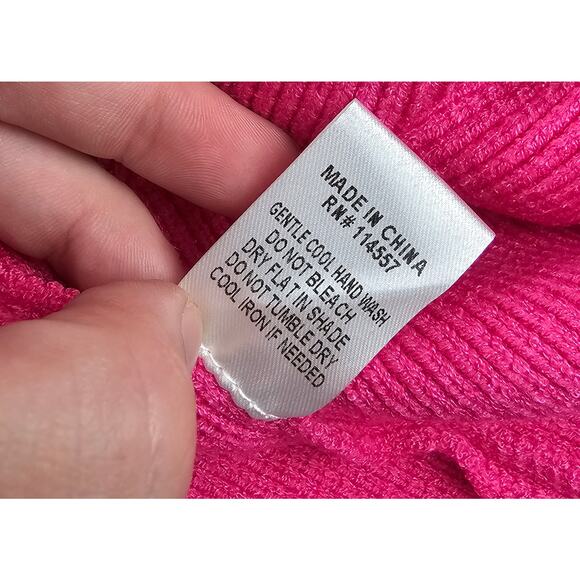 MADE IN CHINA
RN# 114557
GENTLE COOL HAND WASH
DO NOT BLEACH
DRY FLAT IN SHADE
DO NOT TUMBLE DRY
COOL IRON IF NEEDED